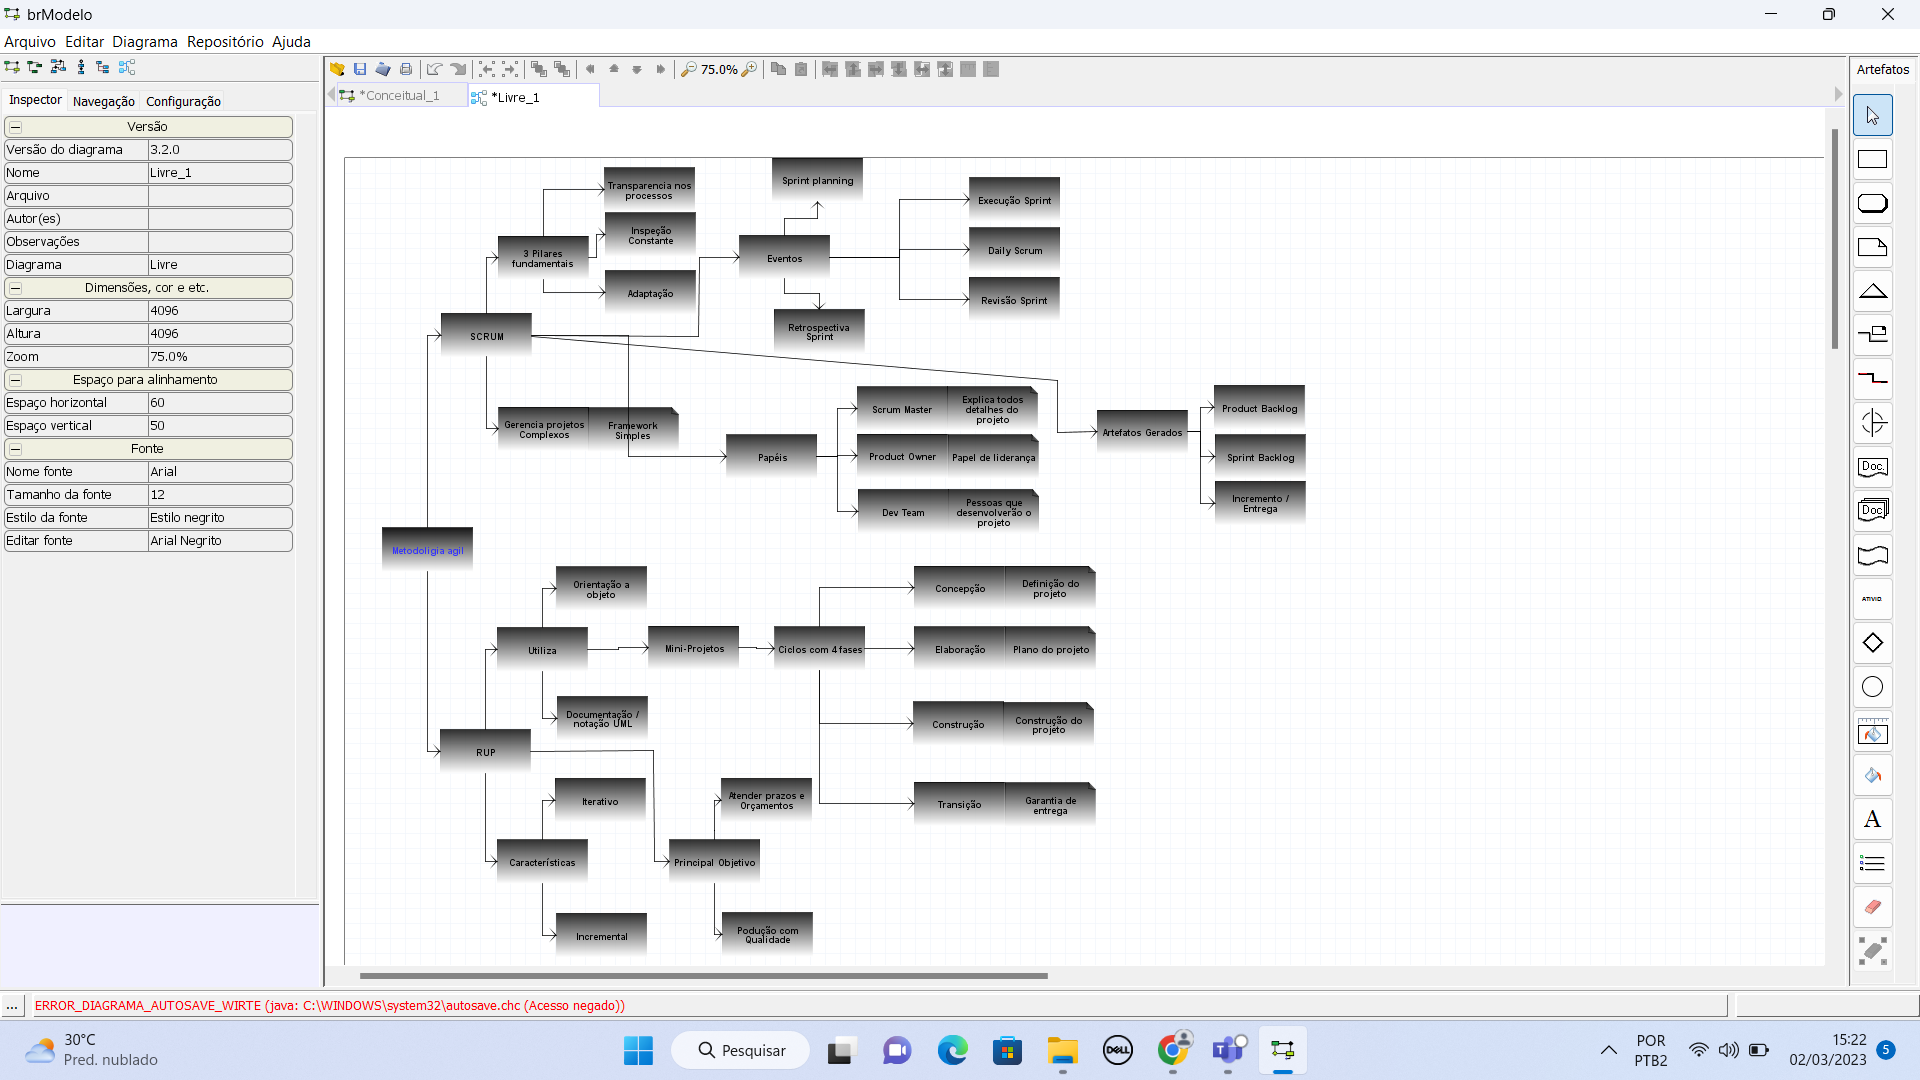 brModelo
Arquivo Editar Diagrama Repositório Ajuda
75.0%
Artefatos
Inspector Navegação Configuração
*Conceitual_1
*Livre_1
Versão
Versão do diagrama 3.2.0
Nome Livre_1
Arquivo
Autor(es)
Observações
Diagrama Livre
Dimensões, cor e etc.
Largura 4096
Altura 4096
Zoom 75.0%
Espaço para alinhamento
Espaço horizontal 60
Espaço vertical 50
Fonte
Nome fonte Arial
Tamanho da fonte 12
Estilo da fonte Estilo negrito
Editar fonte Arial Negrito
Transparencia nos
processos
Inspeção
Constante
3 Pilares
fundamentais
Adaptação
Sprint planning
Eventos
Retrospectiva
Sprint
Execução Sprint
Daily Scrum
Revisão Sprint
SCRUM
Gerencia projetos
Complexos
Framework
Simples
Papéis
Scrum Master
Explica todos
detalhes do
projeto
Product Owner
Papel de liderança
Dev Team
Pessoas que
desenvolverão o
projeto
Artefatos Gerados
Product Backlog
Sprint Backlog
Incremento /
Entrega
Metodoligia agil
Orientação a
objeto
Utiliza
Mini-Projetos
Ciclos com 4 fases
Documentação /
notação UML
Concepção
Definição do
projeto
Elaboração
Plano do projeto
Construção
Construção do
projeto
Transição
Garantia de
entrega
RUP
Iterativo
Características
Incremental
Atender prazos e
Orçamentos
Principal Objetivo
Podução com
Qualidade
Doc.
Doc
ATIVID.
A
...
ERROR_DIAGRAMA_AUTOSAVE_WIRTE (java: C:\WINDOWS\system32\autosave.chc (Acesso negado))
30°C
Pred. nublado
Pesquisar
DELL
POR
PTB2
15:22
02/03/2023
5